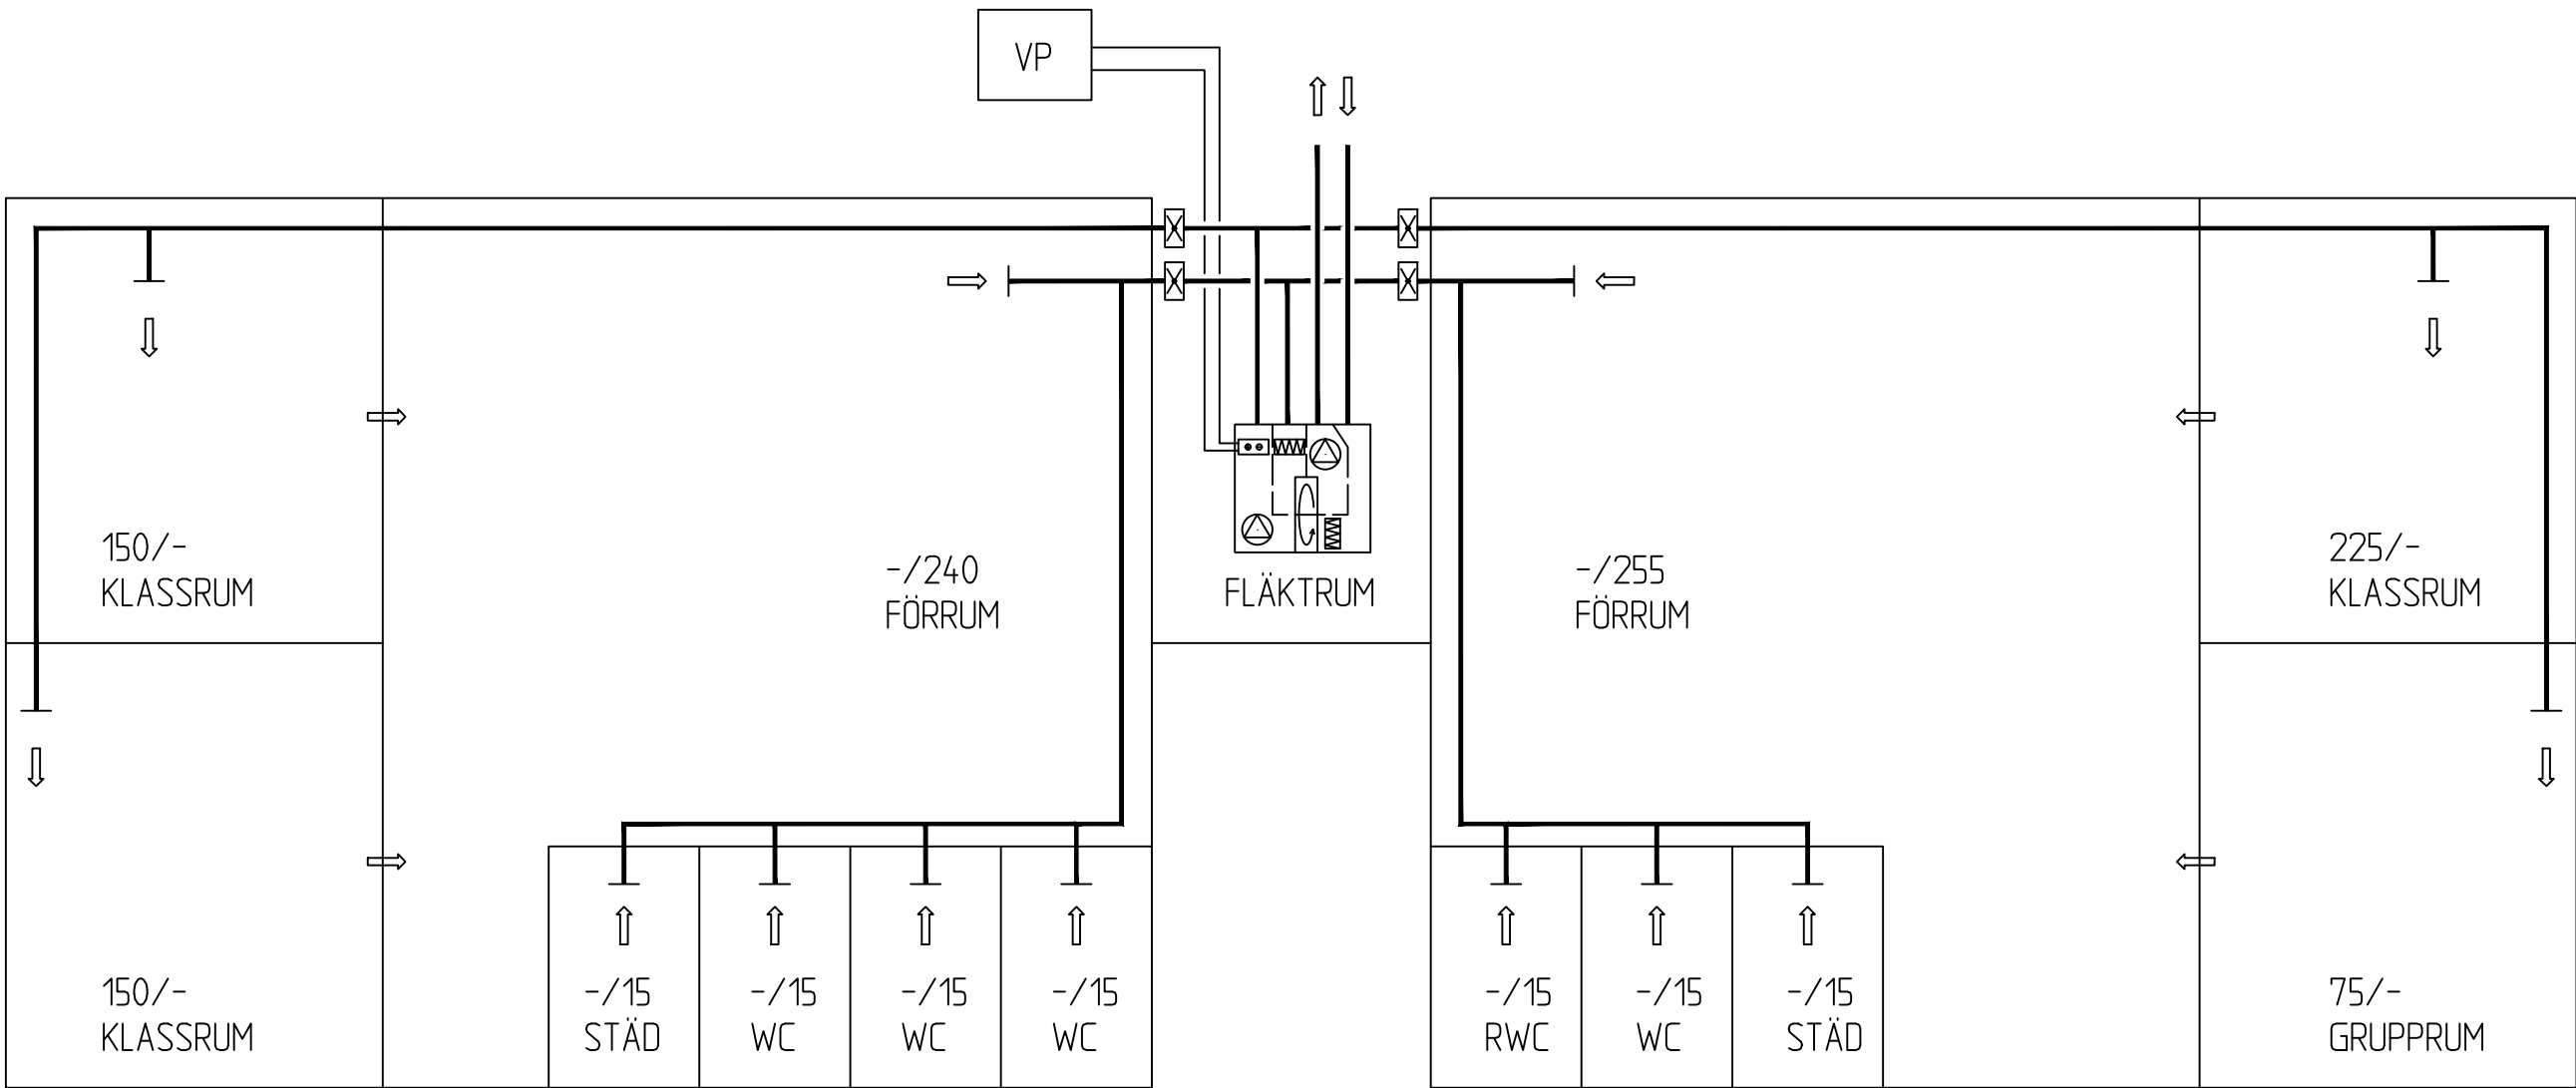 VP
150/-
KLASSRUM
-/240
FÖRRUM
FLÄKTRUM
-/255
FÖRRUM
225/-
KLASSRUM
150/-
KLASSRUM
-/15
STÄD
-/15
WC
-/15
WC
-/15
WC
-/15
RWC
-/15
WC
-/15
STÄD
75/-
GRUPPRUM